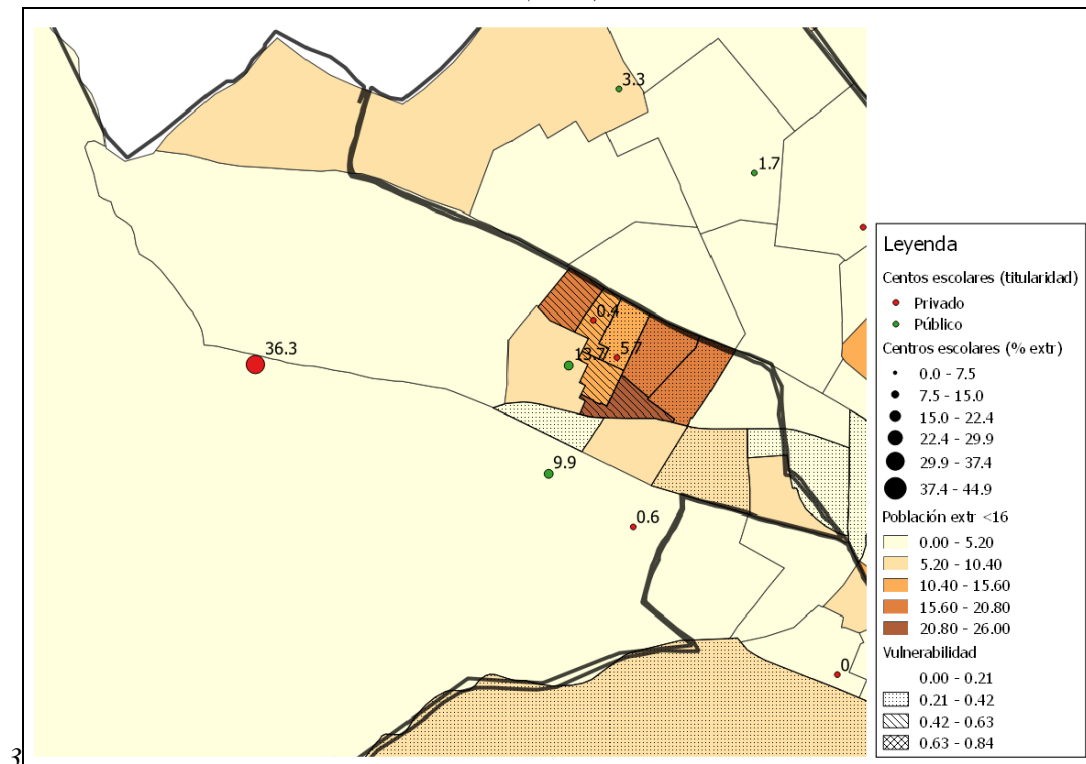 3.3
1.7
0.4
36.3
13.7
5.7
9.9
0.6
0
Leyenda
Centos escolares (titularidad)
Privado
Público
Centros escolares (% extr)
0.0 - 7.5
7.5 - 15.0
15.0 - 22.4
22.4 - 29.9
29.9 - 37.4
37.4 - 44.9
Población extr <16
0.00 - 5.20
5.20 - 10.40
10.40 - 15.60
15.60 - 20.80
20.80 - 26.00
Vulnerabilidad
0.00 - 0.21
0.21 - 0.42
0.42 - 0.63
0.63 - 0.84
3